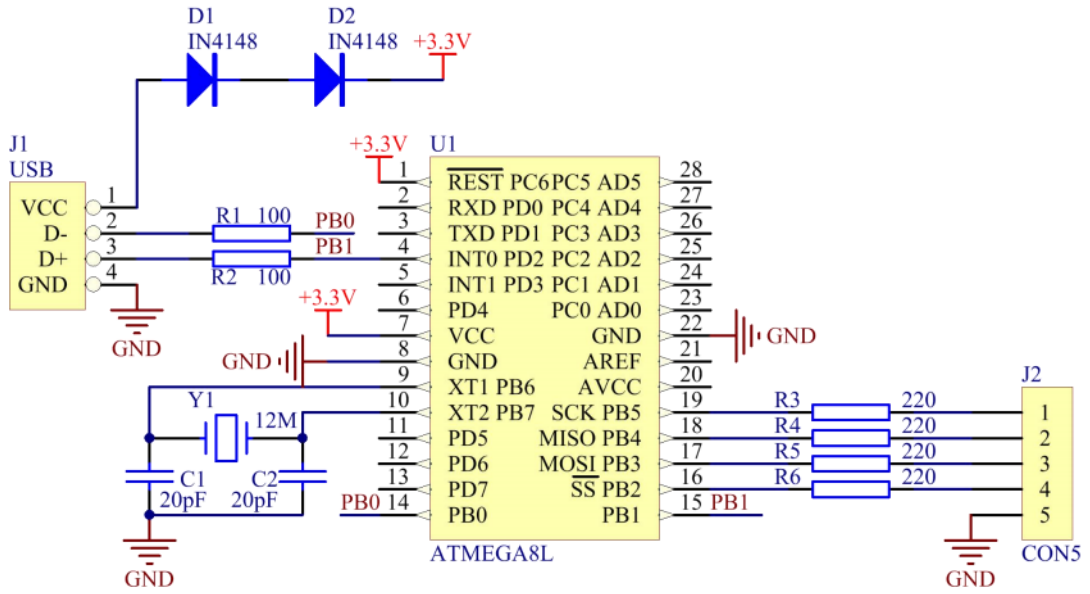 D1
IN4148
D2
IN4148
+3.3V
J1
USB
VCC 1
D- 2
D+ 3
GND 4
GND
R1 100 PB0
PB1
R2 100
+3.3V
U1
1 REST PC6 PC5 AD5 28
2 RXD PD0 PC4 AD4 27
3 TXD PD1 PC3 AD3 26
4 INT0 PD2 PC2 AD2 25
5 INT1 PD3 PC1 AD1 24
6 PD4 PC0 AD0 23
7 VCC GND 22
8 GND AREF 21
9 XT1 PB6 AVCC 20
10 XT2 PB7 SCK PB5 19
11 PD5 MISO PB4 18
12 PD6 MOSI PB3 17
13 PD7 SS PB2 16
14 PB0 PB1 15
ATMEGA8L
+3.3V
GND
GND
Y1
12M
C1
20pF
C2
20pF
GND
PB0
PB1
R3 220
R4 220
R5 220
R6 220
J2
1
2
3
4
5
CON5
GND